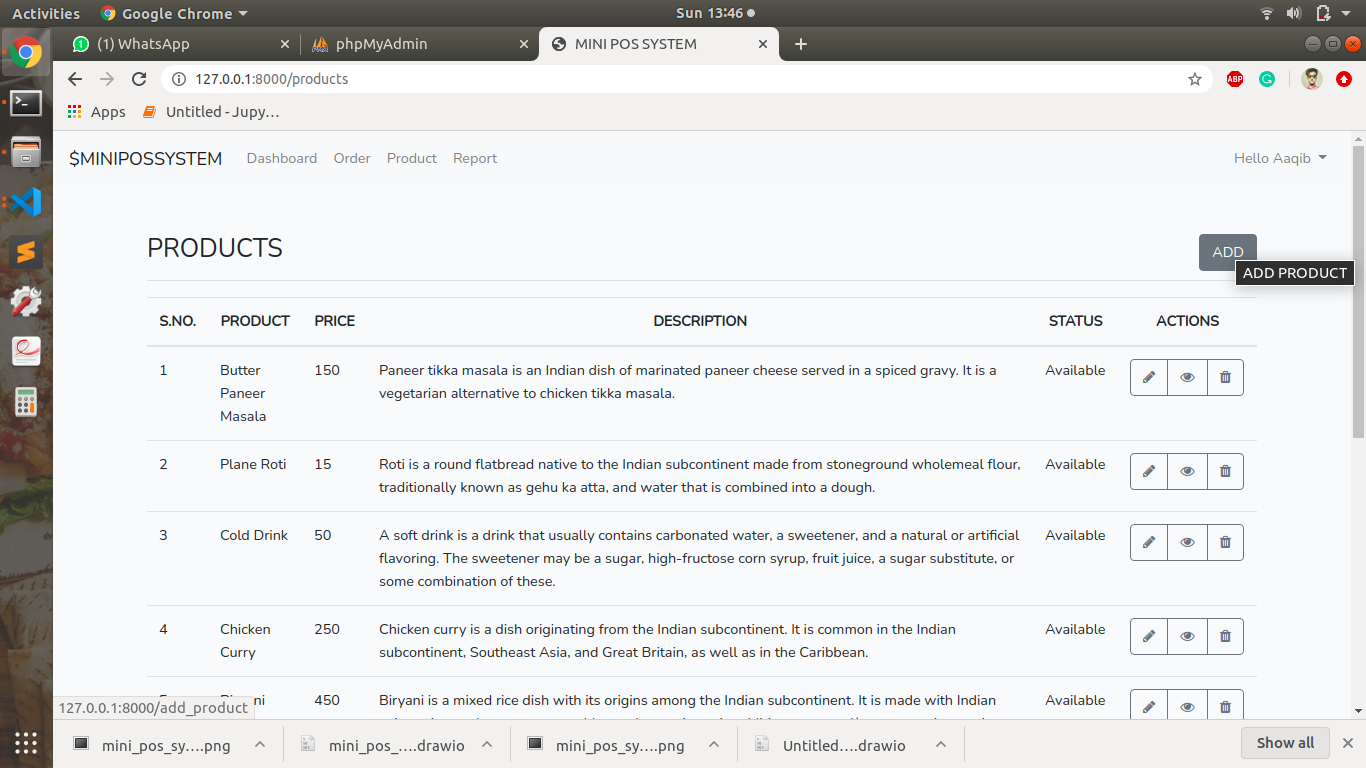 Activities Google Chrome Sun 13:46
(1) WhatsApp phpMyAdmin MINI POS SYSTEM
127.0.0.1:8000/products ABP
Apps Untitled - Jupy…
$MINIPOSSYSTEM Dashboard Order Product Report Hello Aaqib
PRODUCTS ADD
ADD PRODUCT
S.NO. PRODUCT PRICE DESCRIPTION STATUS ACTIONS
1 Butter 150 Paneer tikka masala is an Indian dish of marinated paneer cheese served in a spiced gravy. It is a Available
Paneer vegetarian alternative to chicken tikka masala.
Masala
2 Plane Roti 15 Roti is a round flatbread native to the Indian subcontinent made from stoneground wholemeal flour, Available
traditionally known as gehu ka atta, and water that is combined into a dough.
3 Cold Drink 50 A soft drink is a drink that usually contains carbonated water, a sweetener, and a natural or artificial Available
flavoring. The sweetener may be a sugar, high-fructose corn syrup, fruit juice, a sugar substitute, or
some combination of these.
4 Chicken 250 Chicken curry is a dish originating from the Indian subcontinent. It is common in the Indian Available
Curry subcontinent, Southeast Asia, and Great Britain, as well as in the Caribbean.
450 Biryani is a mixed rice dish with its origins among the Indian subcontinent. It is made with Indian Available
127.0.0.1:8000/add_product
mini_pos_sy….png mini_pos_….drawio mini_pos_sy….png Untitled….drawio Show all